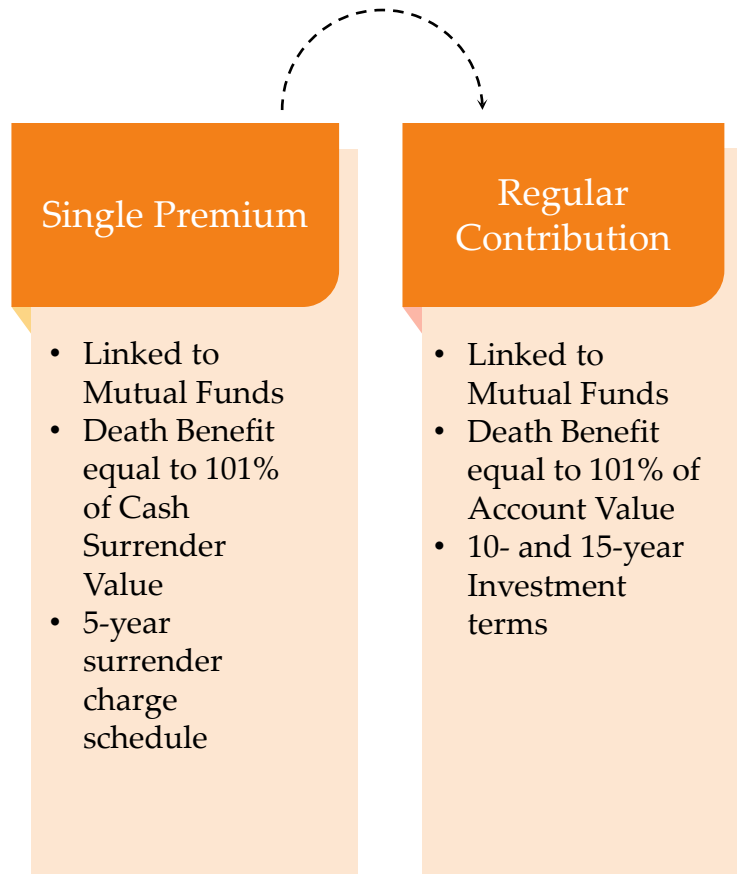 Single Premium
• Linked to
Mutual Funds
• Death Benefit
equal to 101%
of Cash
Surrender
Value
• 5-year
surrender
charge
schedule
Regular
Contribution
• Linked to
Mutual Funds
• Death Benefit
equal to 101% of
Account Value
• 10- and 15-year
Investment
terms